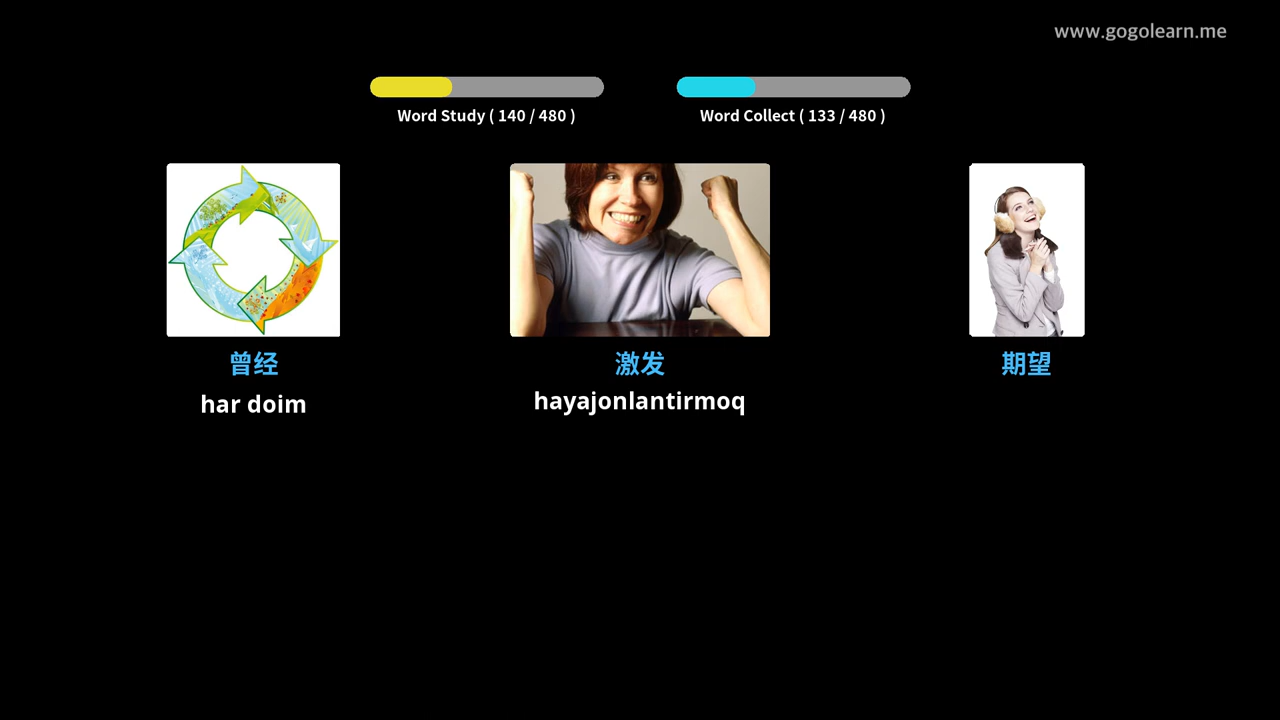 www.gogolearn.me
Word Study ( 140 / 480 )
Word Collect ( 133 / 480 )
曾经
激发
期望
har doim
hayajonlantirmoq